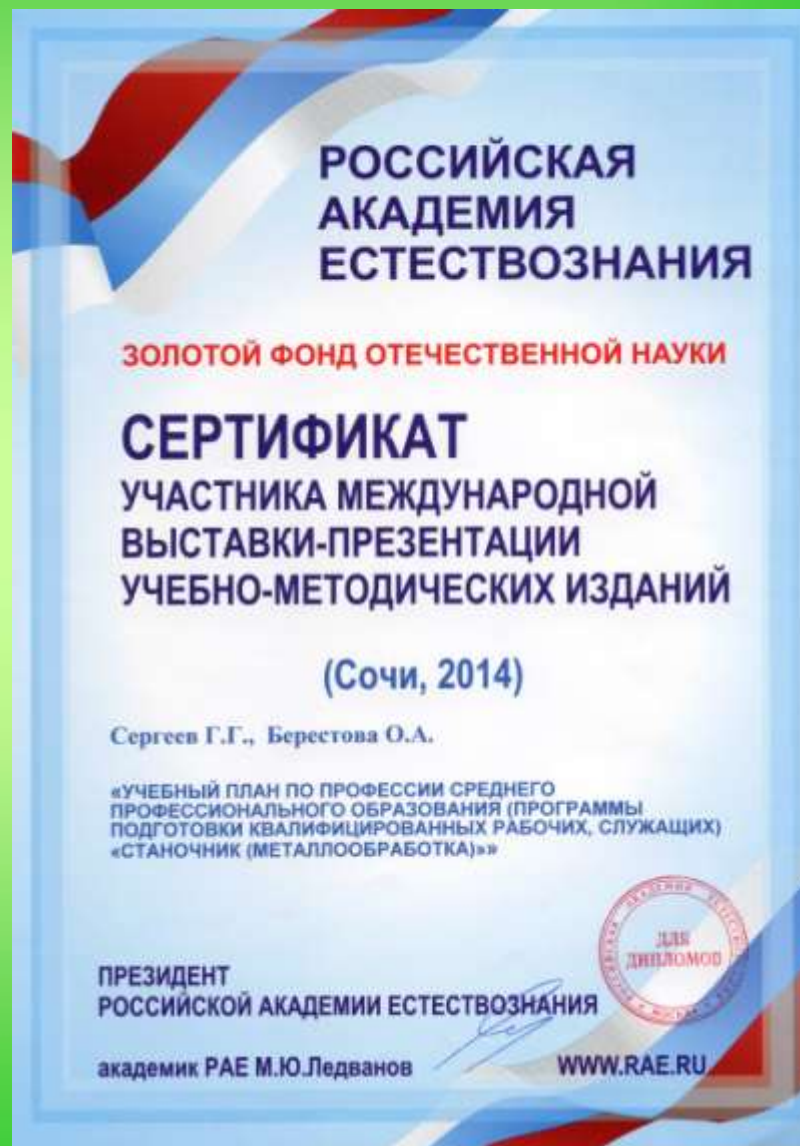 РОССИЙСКАЯ
АКАДЕМИЯ
ЕСТЕСТВОЗНАНИЯ
ЗОЛОТОЙ ФОНД ОТЕЧЕСТВЕННОЙ НАУКИ
СЕРТИФИКАТ
УЧАСТНИКА МЕЖДУНАРОДНОЙ
ВЫСТАВКИ-ПРЕЗЕНТАЦИИ
УЧЕБНО-МЕТОДИЧЕСКИХ ИЗДАНИЙ
(Сочи, 2014)
Сергеев Г.Г., Берестова О.А.
«УЧЕБНЫЙ ПЛАН ПО ПРОФЕССИИ СРЕДНЕГО
ПРОФЕССИОНАЛЬНОГО ОБРАЗОВАНИЯ (ПРОГРАММЫ
ПОДГОТОВКИ КВАЛИФИЦИРОВАННЫХ РАБОЧИХ, СЛУЖАЩИХ)
«СТАНОЧНИК (МЕТАЛЛООБРАБОТКА)»»
ДЛЯ
ДИПЛОМОВ
ПРЕЗИДЕНТ
РОССИЙСКОЙ АКАДЕМИИ ЕСТЕСТВОЗНАНИЯ
академик РАЕ М.Ю.Ледванов WWW.RAE.RU